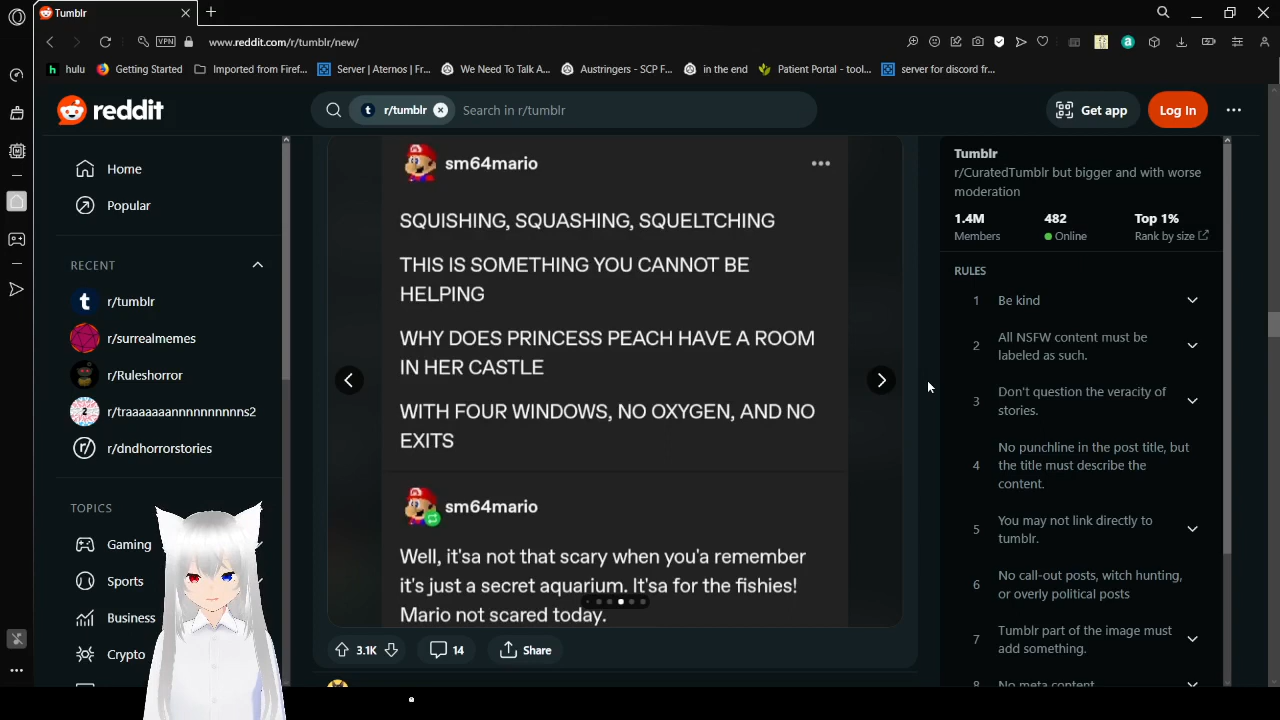 Tumblr
VPN
www.reddit.com/r/tumblr/new/
hulu
Getting Started
Imported from Firef...
Server | Aternos | Fr...
We Need To Talk A...
Austringers - SCP F...
in the end
Patient Portal - tool...
server for discord fr...
reddit
r/tumblr
Search in r/tumblr
Get app
Log In
Home
Popular
RECENT
r/tumblr
r/surrealmemes
r/Ruleshorror
r/traaaaaaannnnnnnnnns2
r/dndhorrorstories
TOPICS
Gaming
Sports
Business
Crypto
sm64mario
SQUISHING, SQUASHING, SQUELTCHING
THIS IS SOMETHING YOU CANNOT BE
HELPING
WHY DOES PRINCESS PEACH HAVE A ROOM
IN HER CASTLE
WITH FOUR WINDOWS, NO OXYGEN, AND NO
EXITS
sm64mario
Well, it'sa not that scary when you'a remember
it's just a secret aquarium. It'sa for the fishies!
Mario not scared today.
3.1K
14
Share
Tumblr
r/CuratedTumblr but bigger and with worse
moderation
1.4M
482
Top 1%
Members
Online
Rank by size
RULES
1 Be kind
2 All NSFW content must be
labeled as such.
3 Don't question the veracity of
stories.
4 No punchline in the post title, but
the title must describe the
content.
5 You may not link directly to
tumblr.
6 No call-out posts, witch hunting,
or overly political posts
7 Tumblr part of the image must
add something.
8 No meta content